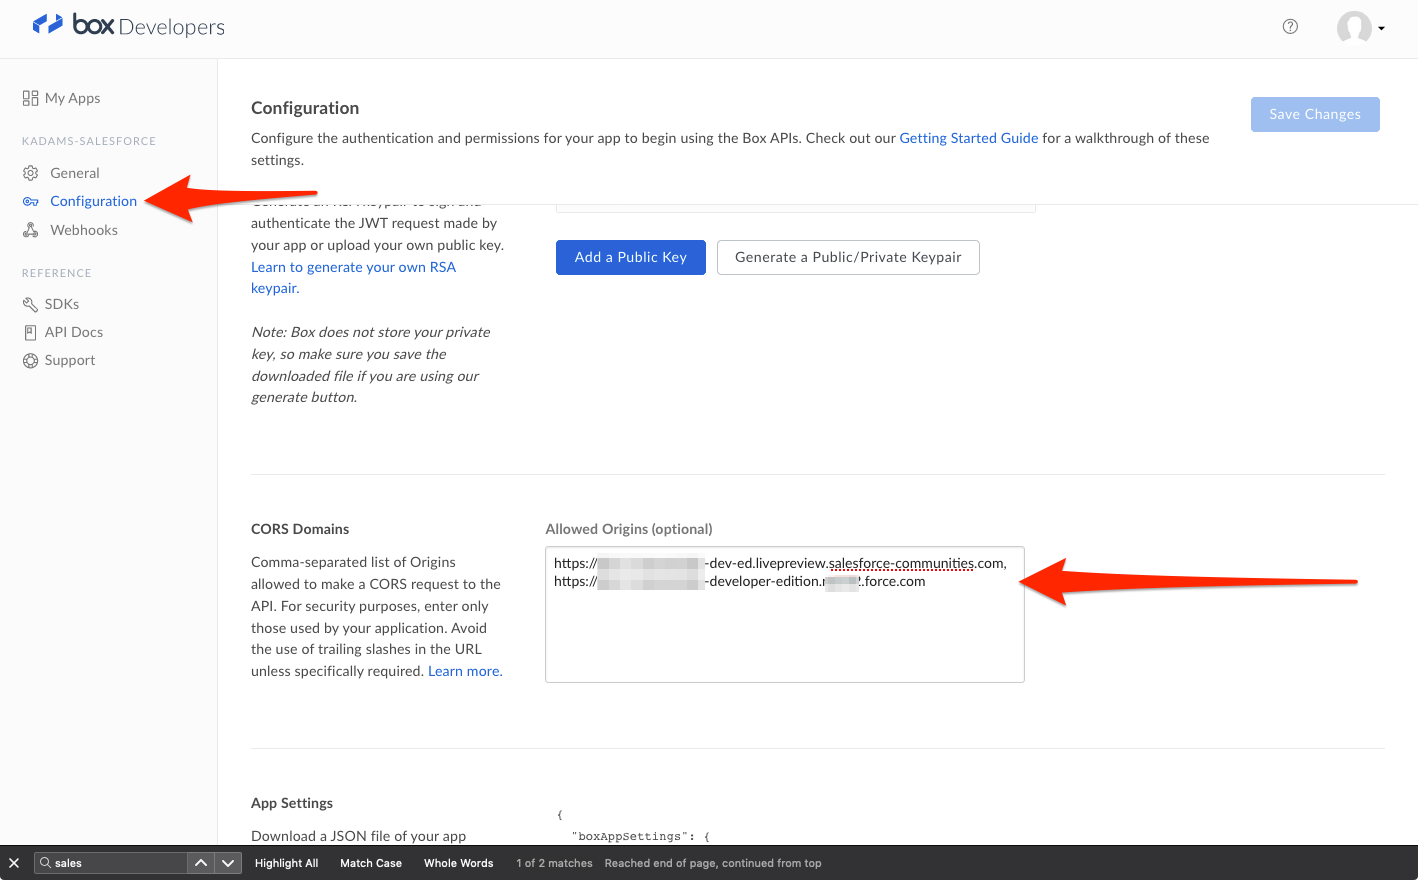 box Developers
My Apps
KADAMS-SALESFORCE
General
Configuration
Webhooks
REFERENCE
SDKs
API Docs
Support
Configuration
Configure the authentication and permissions for your app to begin using the Box APIs. Check out our Getting Started Guide for a walkthrough of these
settings.
Save Changes
authenticate the JWT request made by
your app or upload your own public key.
Learn to generate your own RSA
keypair.
Note: Box does not store your private
key, so make sure you save the
downloaded file if you are using our
generate button.
Add a Public Key
Generate a Public/Private Keypair
CORS Domains
Comma-separated list of Origins
allowed to make a CORS request to the
API. For security purposes, enter only
those used by your application. Avoid
the use of trailing slashes in the URL
unless specifically required. Learn more.
Allowed Origins (optional)
https:// -dev-ed.livepreview.salesforce-communities.com,
https:// -developer-edition. .force.com
App Settings
Download a JSON file of your app
{
"boxAppSettings": {
sales
Highlight All
Match Case
Whole Words
1 of 2 matches
Reached end of page, continued from top